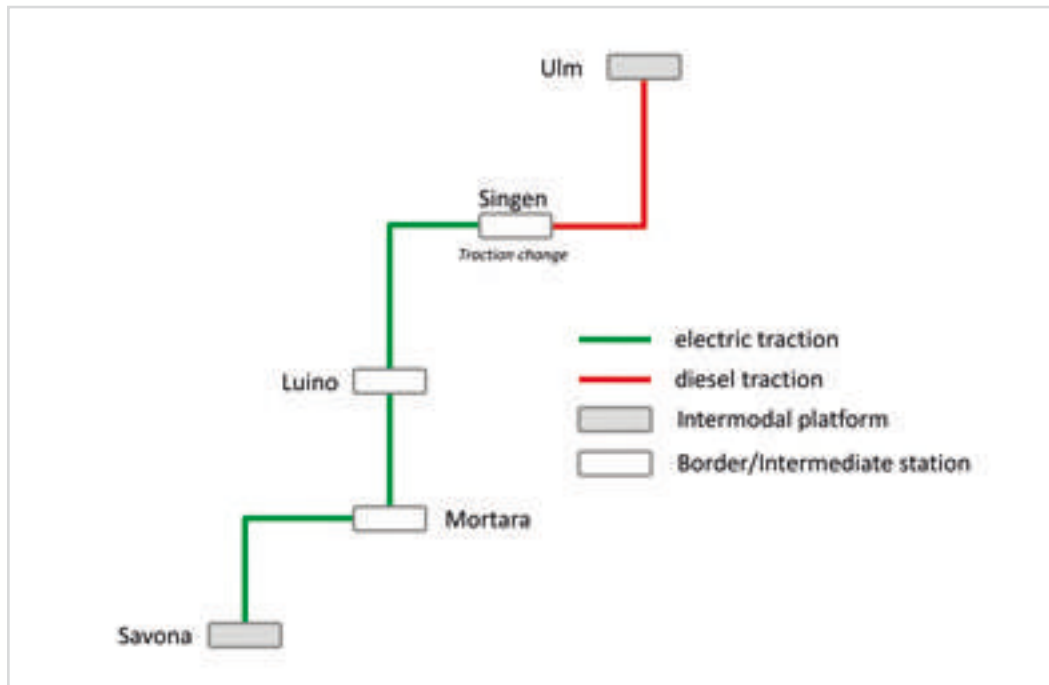 Ulm
Singen
Traction change
electric traction
Luino
diesel traction
Intermodal platform
Border/Intermediate station
Mortara
Savona